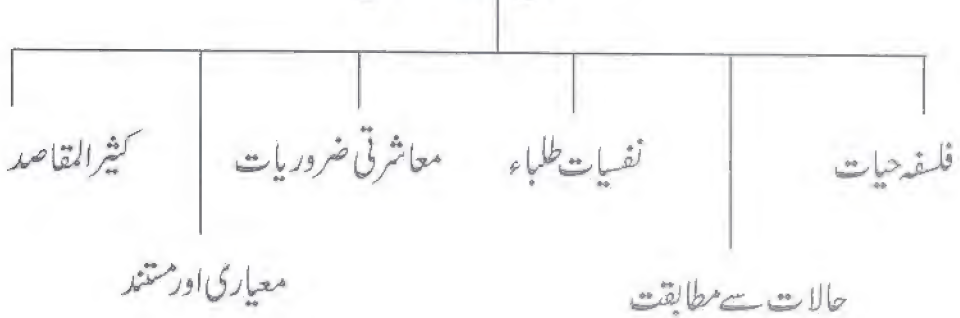 فلسفہ حیات
حالات سے مطابقت
نفسیات طلباء
معاشرتی ضروریات
معیاری اور مستند
کثیر المقاصد